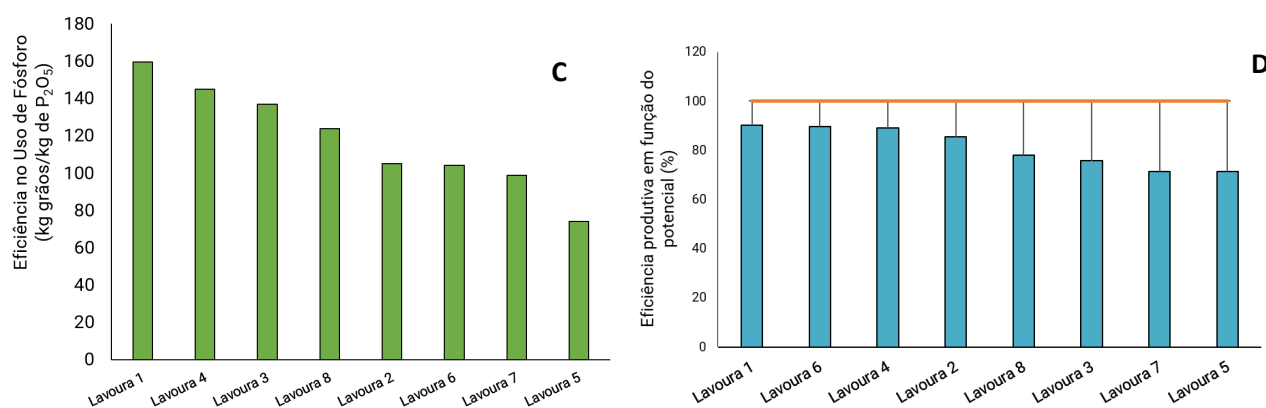 Eficiência no Uso de Fósforo
(kg grãos/kg de P₂O₅)
180
160
140
120
100
80
60
40
20
0
C
Lavoura 1
Lavoura 4
Lavoura 3
Lavoura 8
Lavoura 2
Lavoura 6
Lavoura 7
Lavoura 5
Eficiência produtiva em função do
potencial (%)
120
100
80
60
40
20
0
D
Lavoura 1
Lavoura 6
Lavoura 4
Lavoura 2
Lavoura 8
Lavoura 3
Lavoura 7
Lavoura 5